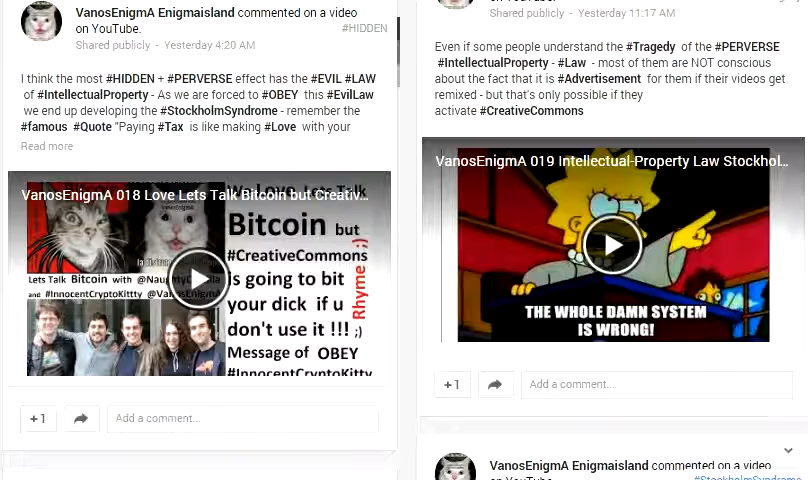 VanosEnigmA Enigmaisland commented on a video
on YouTube.
#HIDDEN
Shared publicly - Yesterday 4:20 AM
I think the most #HIDDEN + #PERVERSE effect has the #EVIL #LAW
of #IntellectualProperty - As we are forced to #OBEY this #EvilLaw
we end up developing the #StockholmSyndrome - remember the
#famous #Quote "Paying #Tax is like making #Love with your
Read more
VanosEnigmA 018 Love Lets Talk Bitcoin but Creativ...
We Love Lets Talk
Bitcoin but
#CreativeCommons
is going to bit
your dick if u
don't use it !!! ;)
Message of OBEY
#InnocentCryptoKitty
Rhyme ;)
Lets Talk Bitcoin with
and #InnocentCryptoKittty @VanosEnigmA
+1
Add a comment...
Shared publicly - Yesterday 11:17 AM
Even if some people understand the #Tragedy of the #PERVERSE
#IntellectualProperty - #Law - most of them are NOT conscious
about the fact that it is #Advertisement for them if their videos get
remixed - but that's only possible if they
activate #CreativeCommons
VanosEnigmA 019 Intellectual-Property Law Stockhol...
THE WHOLE DAMN SYSTEM
IS WRONG!
+1
Add a comment...
VanosEnigmA Enigmaisland commented on a video
on YouTube.
#StockholmSyndrome